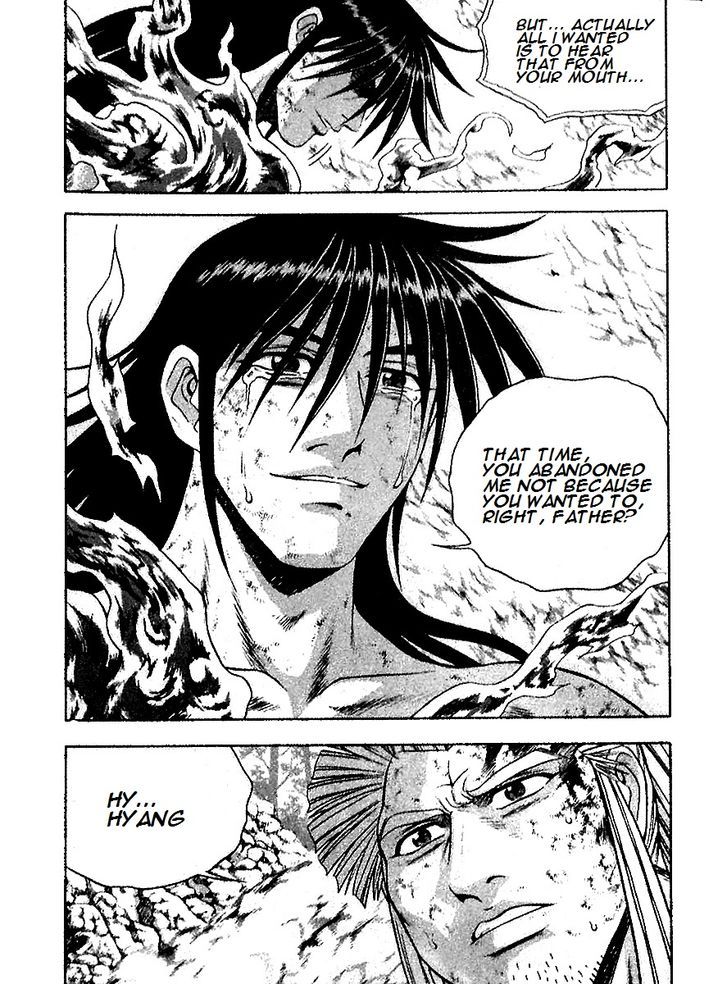 BUT... ACTUALLY
ALL I WANTED
IS TO HEAR
THAT FROM
YOUR MOUTH...
THAT TIME,
YOU ABANDONED
ME NOT BECAUSE
YOU WANTED TO,
RIGHT, FATHER?
HY...
HYANG